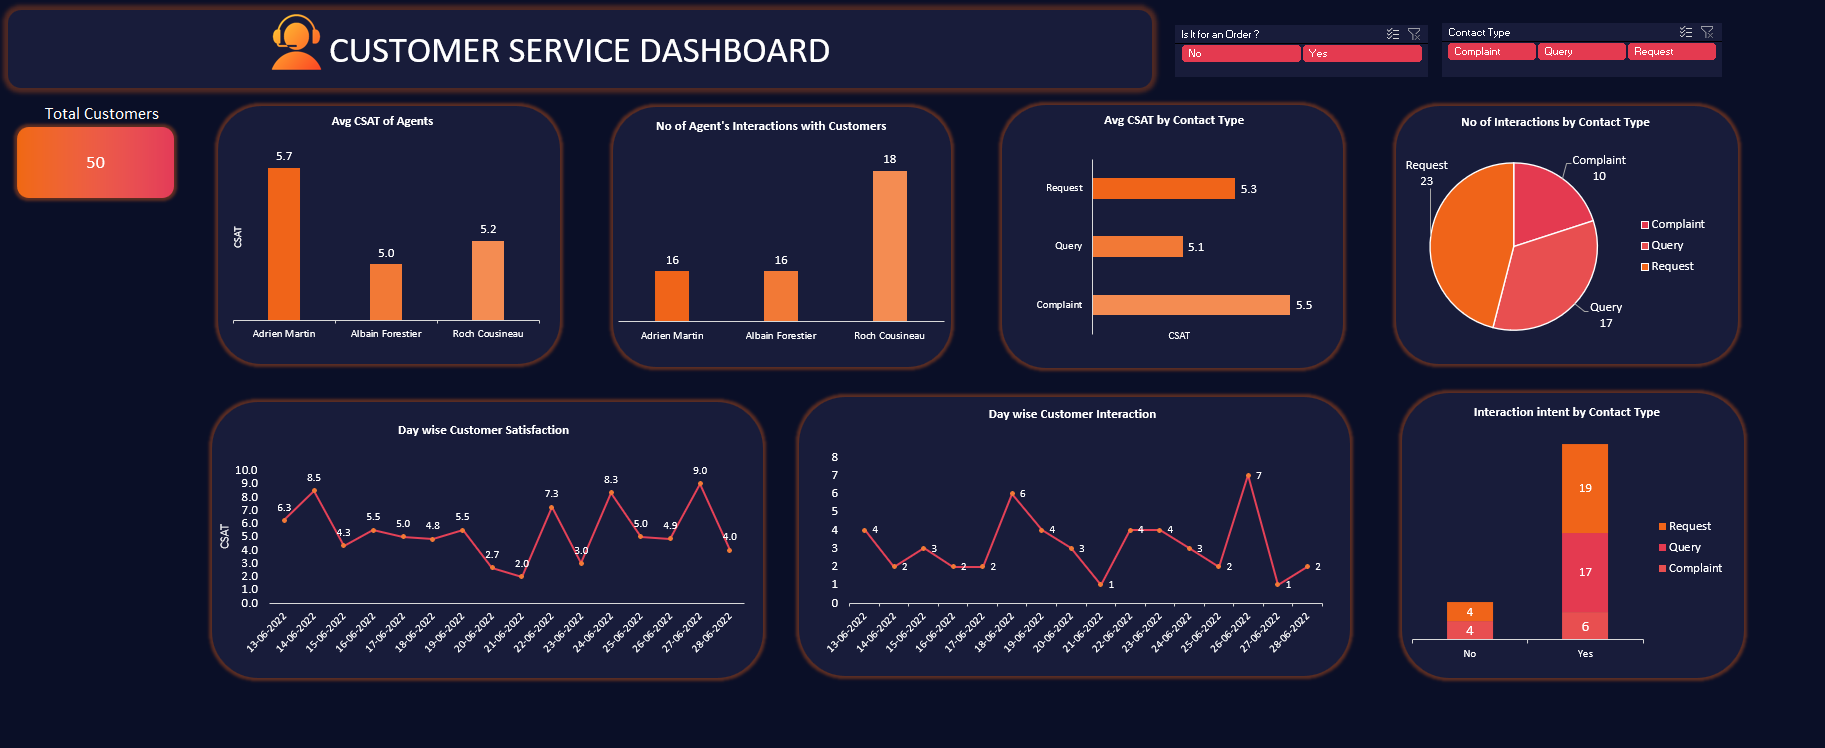 CUSTOMER SERVICE DASHBOARD
Is It for an Order ?
No
Yes
Contact Type
Complaint
Query
Request
Total Customers
50
Avg CSAT of Agents
CSAT
5.7
5.0
5.2
Adrien Martin
Albain Forestier
Roch Cousineau
No of Agent's Interactions with Customers
16
16
18
Adrien Martin
Albain Forestier
Roch Cousineau
Avg CSAT by Contact Type
Request
5.3
Query
5.1
Complaint
5.5
CSAT
No of Interactions by Contact Type
Request
23
Complaint
10
Query
17
Complaint
Query
Request
Day wise Customer Satisfaction
CSAT
10.0
9.0
8.0
7.0
6.0
5.0
4.0
3.0
2.0
1.0
0.0
6.3
8.5
4.3
5.5
5.0
4.8
5.5
2.7
2.0
7.3
3.0
8.3
5.0
4.9
9.0
4.0
13-06-2022
14-06-2022
15-06-2022
16-06-2022
17-06-2022
18-06-2022
19-06-2022
20-06-2022
21-06-2022
22-06-2022
23-06-2022
24-06-2022
25-06-2022
26-06-2022
27-06-2022
28-06-2022
Day wise Customer Interaction
8
7
6
5
4
3
2
1
0
4
2
3
2
2
6
4
3
1
4
4
3
2
7
1
2
13-06-2022
14-06-2022
15-06-2022
16-06-2022
17-06-2022
18-06-2022
19-06-2022
20-06-2022
21-06-2022
22-06-2022
23-06-2022
24-06-2022
25-06-2022
26-06-2022
27-06-2022
28-06-2022
Interaction intent by Contact Type
4
4
19
17
6
No
Yes
Request
Query
Complaint